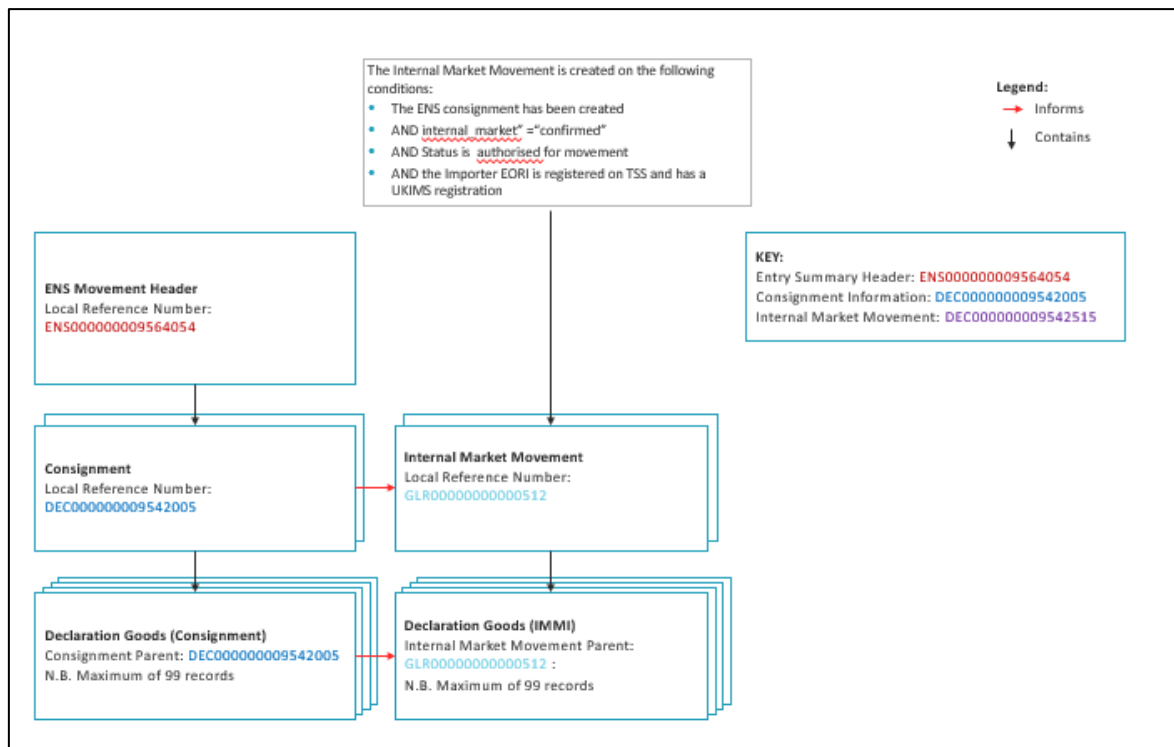 The Internal Market Movement is created on the following
conditions:
• The ENS consignment has been created
• AND internal_market” =“confirmed”
• AND Status is authorised for movement
• AND the Importer EORI is registered on TSS and has a
UKIMS registration
Legend:
Informs
Contains
ENS Movement Header
Local Reference Number:
ENS000000009564054
KEY:
Entry Summary Header: ENS000000009564054
Consignment Information: DEC000000009542005
Internal Market Movement: DEC000000009542515
Consignment
Local Reference Number:
DEC000000009542005
Internal Market Movement
Local Reference Number:
GLR00000000000512
Declaration Goods (Consignment)
Consignment Parent: DEC000000009542005
N.B. Maximum of 99 records
Declaration Goods (IMMI)
Internal Market Movement Parent:
GLR00000000000512 :
N.B. Maximum of 99 records